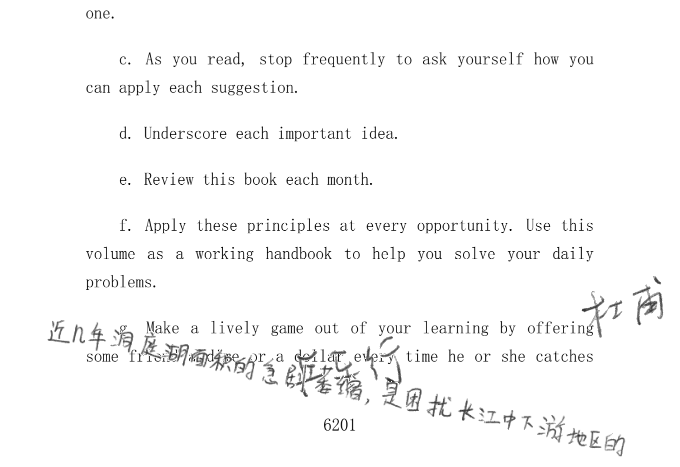 one.
c. As you read, stop frequently to ask yourself how you
can apply each suggestion.
d. Underscore each important idea.
e. Review this book each month.
f. Apply these principles at every opportunity. Use this
volume as a working handbook to help you solve your daily
problems.
杜甫
g. Make a lively game out of your learning by offering
some friend a dime or a dollar every time he or she catches
近几年洞庭湖面积的急剧萎缩,是困扰长江中下游地区的
6201